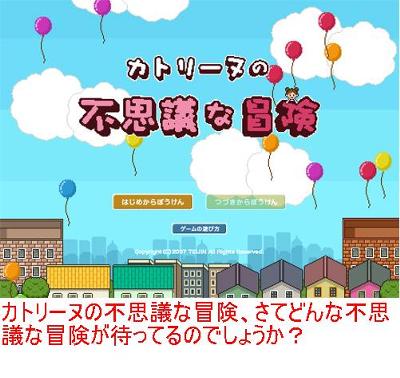 カトリーヌの
不思議な冒険
はじめからぼうけん
つづきからぼうけん
ゲームの遊び方
Copyright (C) 2007 TEIJIN All Rights Reserved.
カトリーヌの不思議な冒険、さてどんな不思
議な冒険が待ってるのでしょうか？